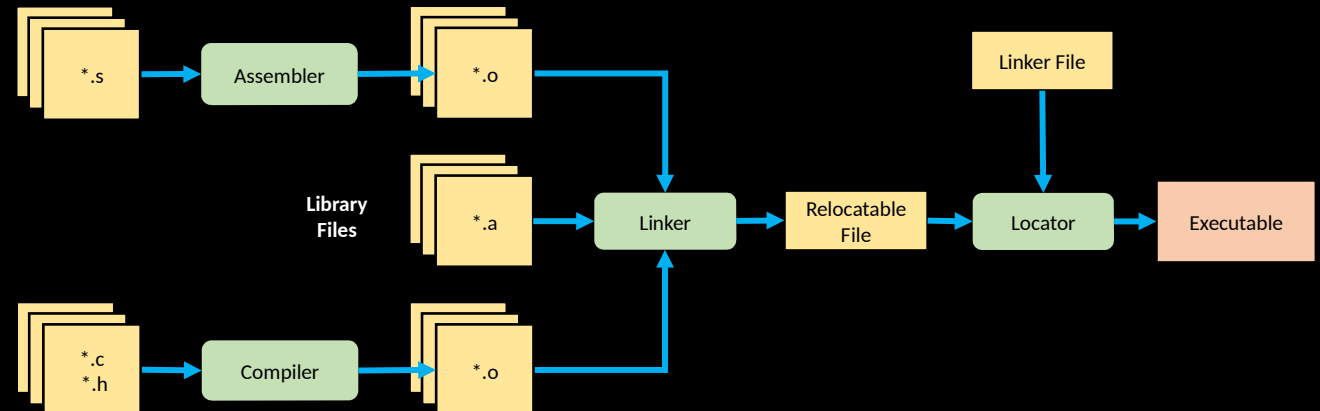 *.s
Assembler
*.o
Linker File
Library
Files
*.a
Linker
Relocatable
File
Locator
Executable
*.c
*.h
Compiler
*.o